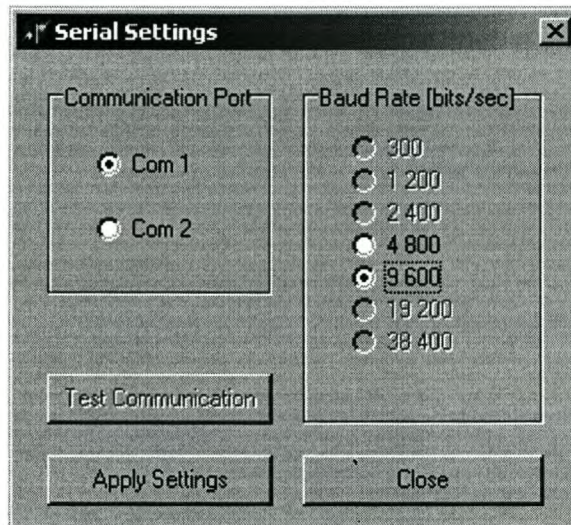 Serial Settings
Communication Port
Com 1
Com 2
Baud Rate [bits/sec]
300
1 200
2 400
4 800
9 600
19 200
38 400
Test Communication
Apply Settings
Close